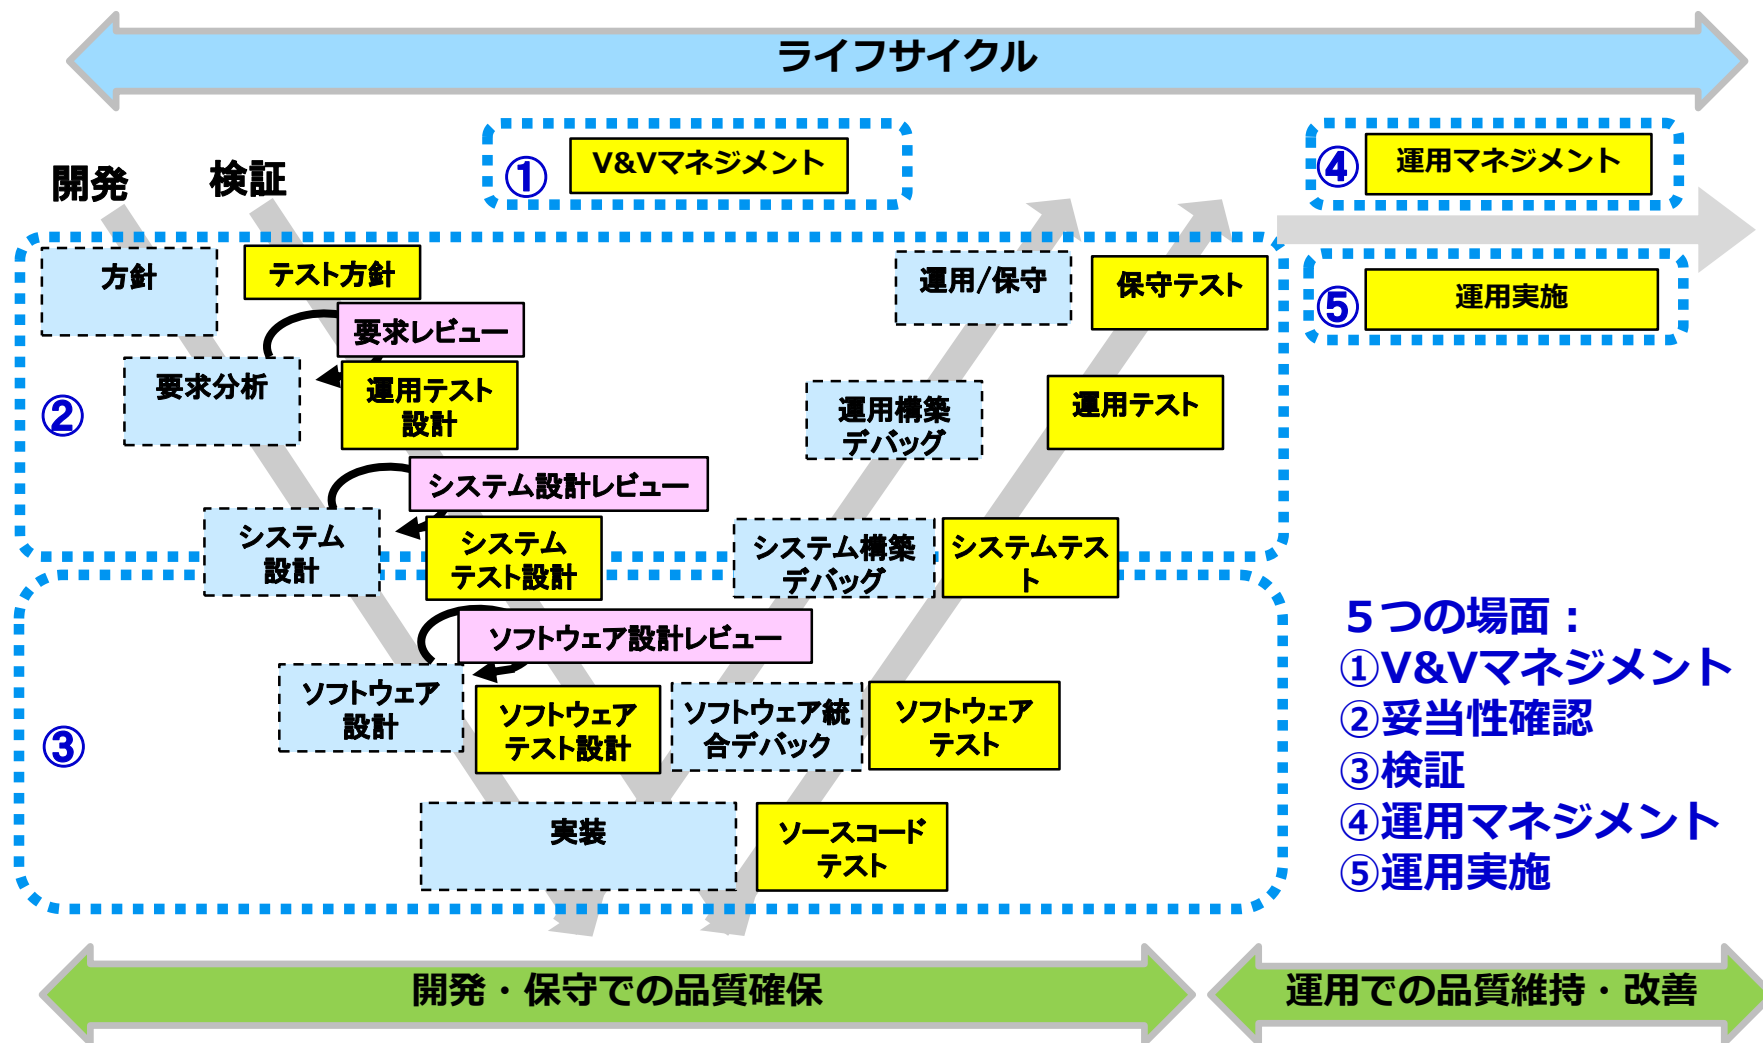 ライフサイクル
開発
検証
①
V&Vマネジメント
④
運用マネジメント
⑤
運用実施
方針
テスト方針
要求レビュー
②
要求分析
運用テスト
設計
システム設計レビュー
システム
設計
システム
テスト設計
運用/保守
保守テスト
運用構築
デバッグ
運用テスト
システム構築
デバッグ
システムテス
ト
③
ソフトウェア設計レビュー
ソフトウェア
設計
ソフトウェア
テスト設計
ソフトウェア統
合デバック
ソフトウェア
テスト
実装
ソースコード
テスト
5つの場面：
①V&Vマネジメント
②妥当性確認
③検証
④運用マネジメント
⑤運用実施
開発・保守での品質確保
運用での品質維持・改善